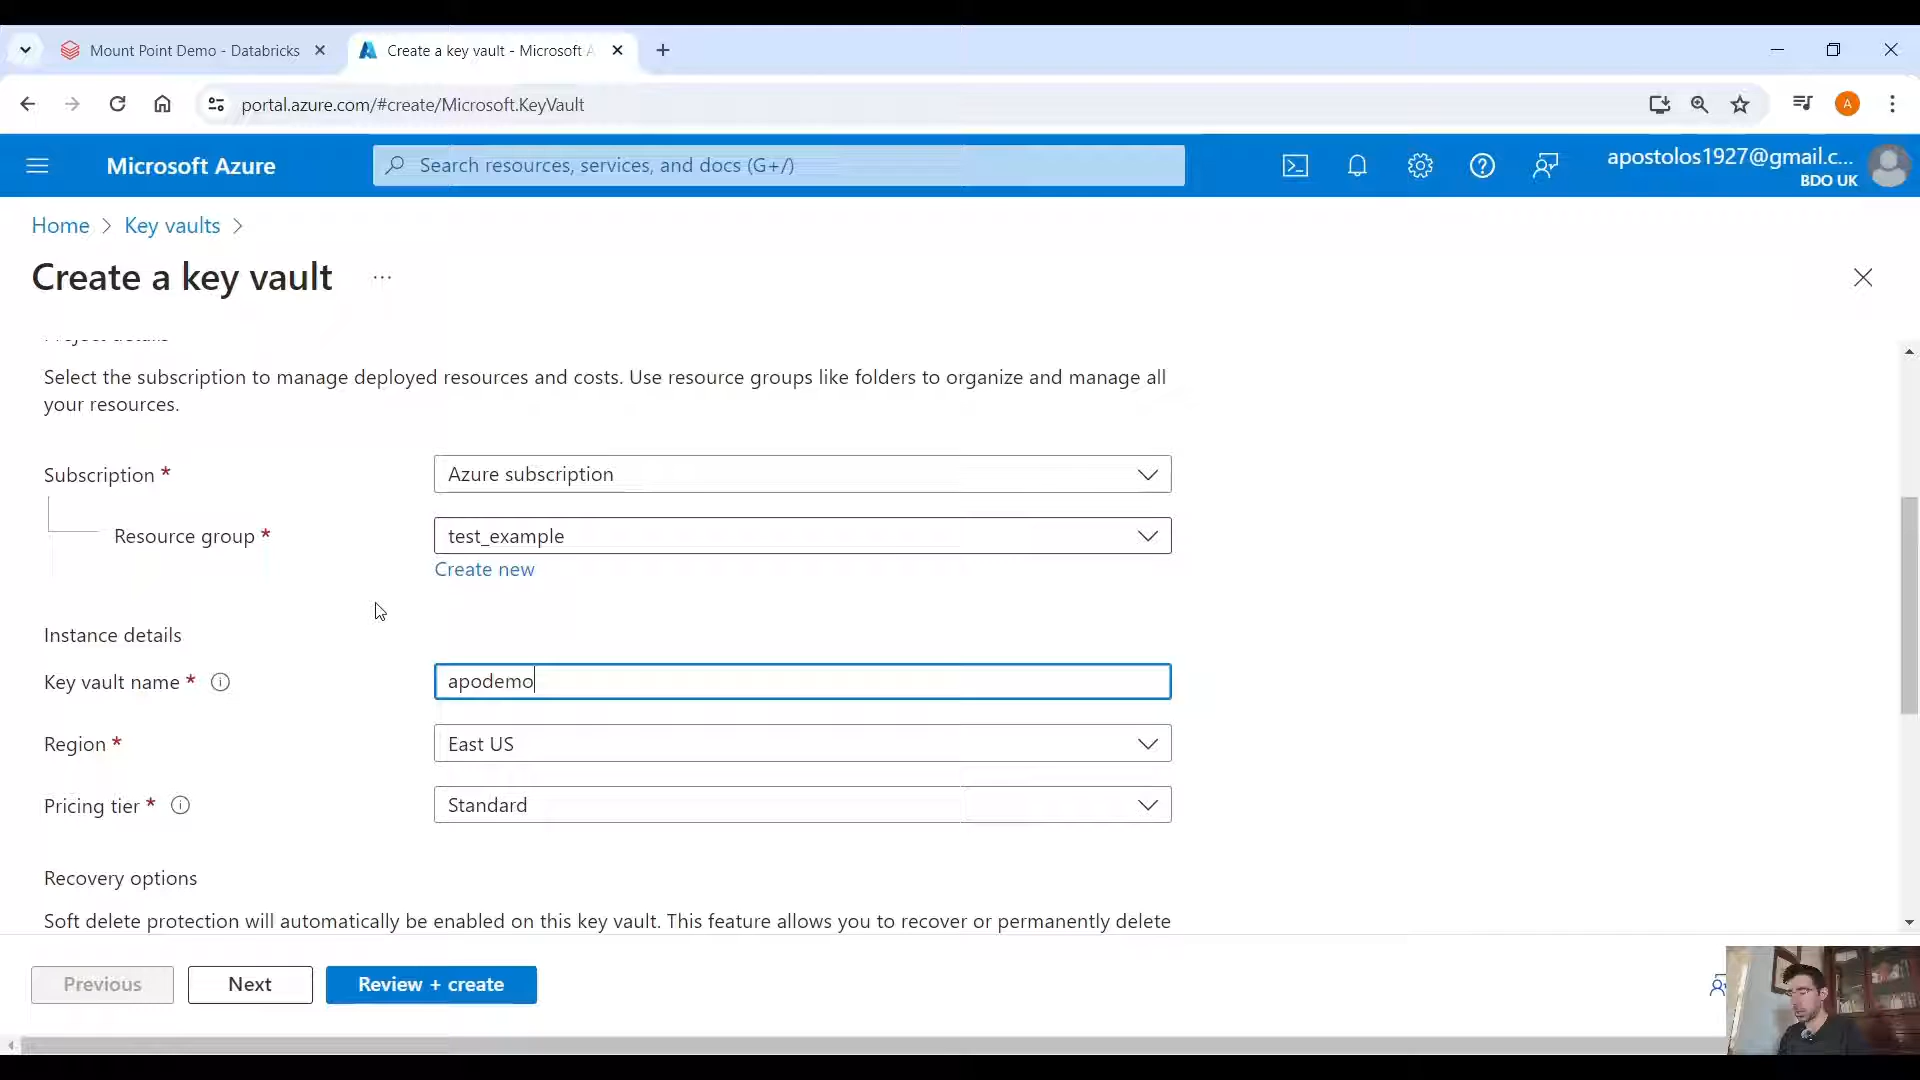 Mount Point Demo - Databricks
Create a key vault - Microsoft A
portal.azure.com/#create/Microsoft.KeyVault
A
Microsoft Azure
Search resources, services, and docs (G+/)
apostolos1927@gmail.c...
BDO UK
Home > Key vaults >
Create a key vault ...
Project details
Select the subscription to manage deployed resources and costs. Use resource groups like folders to organize and manage all
your resources.
Subscription *
Azure subscription
Resource group *
test_example
Create new
Instance details
Key vault name *
apodemo
Region *
East US
Pricing tier *
Standard
Recovery options
Soft delete protection will automatically be enabled on this key vault. This feature allows you to recover or permanently delete
Previous
Next
Review + create